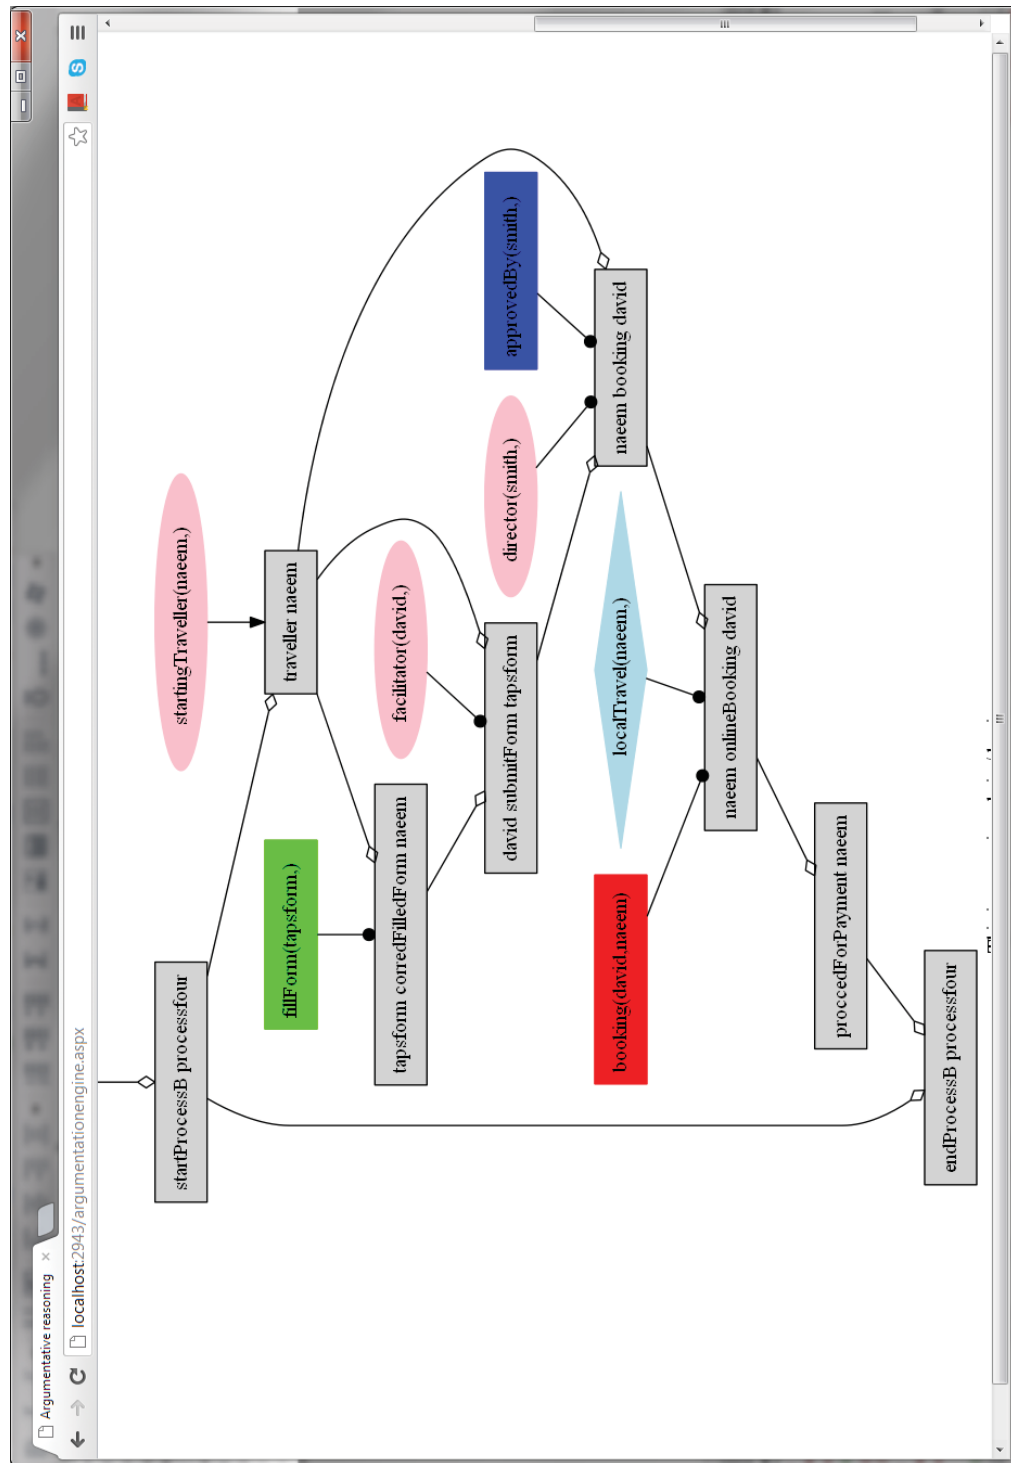 Argumentative reasoning
localhost:2943/argumentationengine.aspx
startProcessB processfour
startingTraveller(naeem,)
fillForm(tapsform,)
traveller naeem
tapsform corredFilledForm naeem
facilitator(david,)
david submitForm tapsform
director(smith,)
approvedBy(smith,)
booking(david,naeem)
localTravel(naeem,)
naeem booking david
naeem onlineBooking david
proccedForPayment naeem
endProcessB processfour